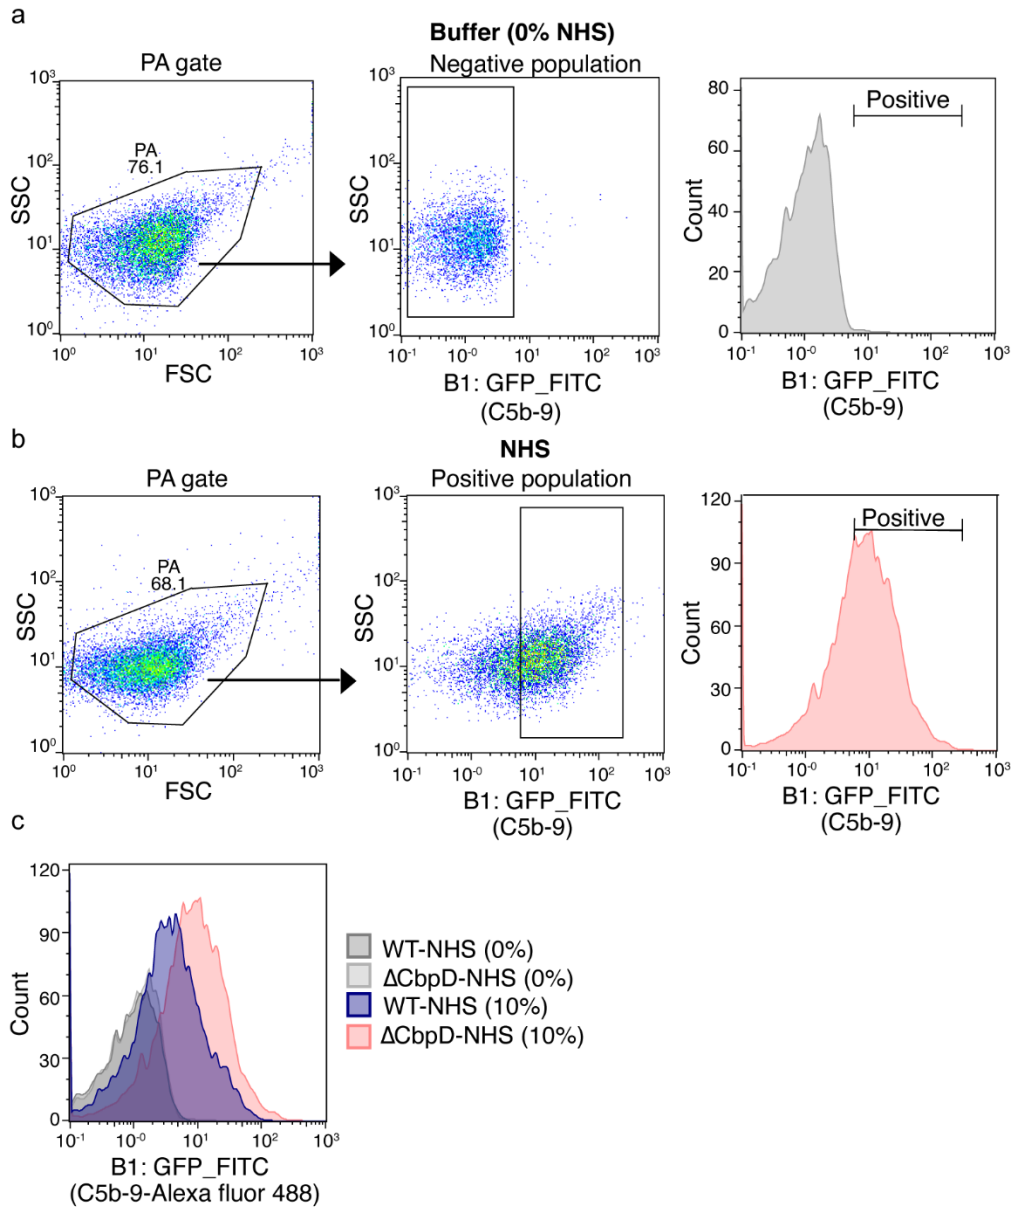 a
Buffer (0% NHS)
PA gate
Negative population
PA
76.1
SSC
10³
10²
10¹
10⁰
10⁰ 10¹ 10² 10³
FSC
SSC
10³
10²
10¹
10⁰
10⁻¹ 10⁻⁰ 10¹ 10² 10³
B1: GFP_FITC
(C5b-9)
Positive
Count
80
60
40
20
0
10⁻¹ 10⁻⁰ 10¹ 10² 10³
B1: GFP_FITC
(C5b-9)
b
NHS
PA gate
Positive population
PA
68.1
SSC
10³
10²
10¹
10⁰
10⁰ 10¹ 10² 10³
FSC
SSC
10³
10²
10¹
10⁰
10⁻¹ 10⁻⁰ 10¹ 10² 10³
B1: GFP_FITC
(C5b-9)
Positive
Count
120
90
60
30
0
10⁻¹ 10⁻⁰ 10¹ 10² 10³
B1: GFP_FITC
(C5b-9)
c
Count
120
90
60
30
0
10⁻¹ 10⁻⁰ 10¹ 10² 10³
B1: GFP_FITC
(C5b-9-Alexa fluor 488)
WT-NHS (0%)
ΔCbpD-NHS (0%)
WT-NHS (10%)
ΔCbpD-NHS (10%)